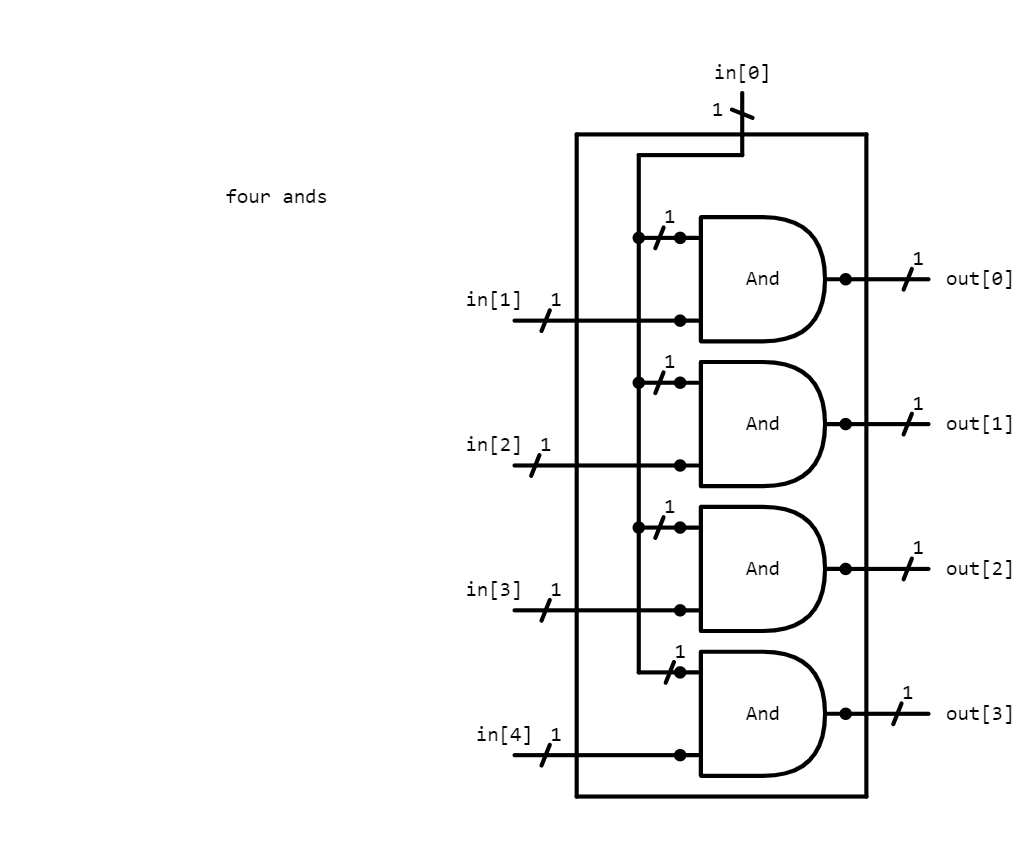 in[0]
1
four ands
1
And
1
out[0]
in[1]
1
1
And
1
out[1]
in[2]
1
1
And
1
out[2]
in[3]
1
1
And
1
out[3]
in[4]
1